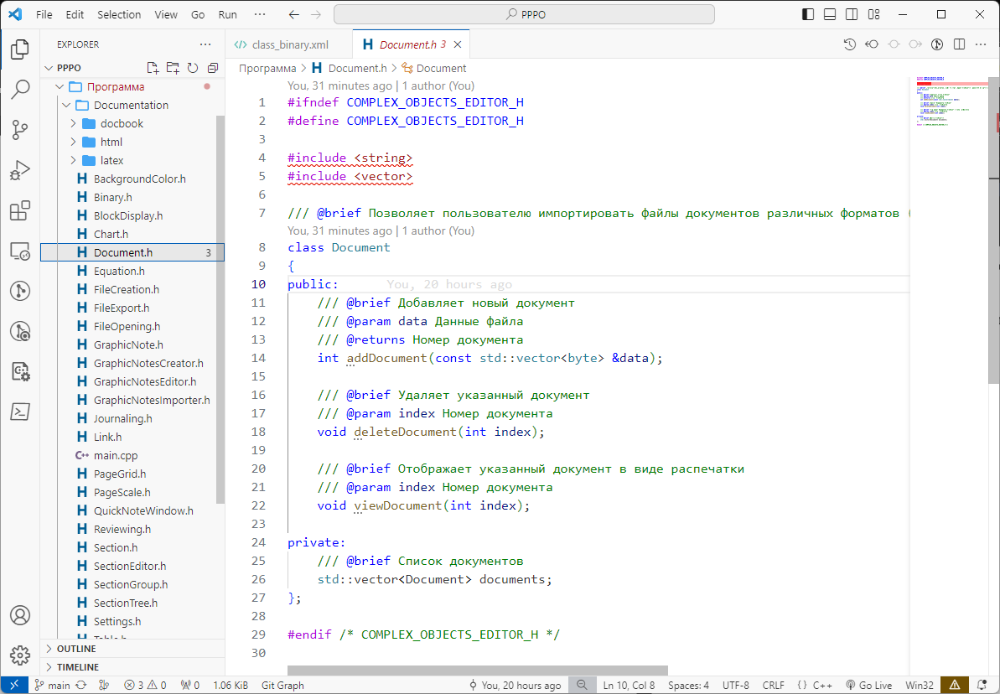 File Edit Selection View Go Run ··· PPPO
EXPLORER ···
PPPO
Программа
Documentation
docbook
html
latex
H BackgroundColor.h
H Binary.h
H BlockDisplay.h
H Chart.h
H Document.h 3
H Equation.h
H FileCreation.h
H FileExport.h
H FileOpening.h
H GraphicNote.h
H GraphicNotesCreator.h
H GraphicNotesEditor.h
H GraphicNotesImporter.h
H Journaling.h
H Link.h
C++ main.cpp
H PageGrid.h
H PageScale.h
H QuickNoteWindow.h
H Reviewing.h
H Section.h
H SectionEditor.h
H SectionGroup.h
H SectionTree.h
H Settings.h
H Table.h
OUTLINE
TIMELINE
class_binary.xml H Document.h 3
Программа > H Document.h > Document
You, 31 minutes ago | 1 author (You)
1 #ifndef COMPLEX_OBJECTS_EDITOR_H
2 #define COMPLEX_OBJECTS_EDITOR_H
3
4 #include <string>
5 #include <vector>
6
7 /// @brief Позволяет пользователю импортировать файлы документов различных форматов (
You, 31 minutes ago | 1 author (You)
8 class Document
9 {
10 public: You, 20 hours ago
11 /// @brief Добавляет новый документ
12 /// @param data Данные файла
13 /// @returns Номер документа
14 int addDocument(const std::vector<byte> &data);
15
16 /// @brief Удаляет указанный документ
17 /// @param index Номер документа
18 void deleteDocument(int index);
19
20 /// @brief Отображает указанный документ в виде распечатки
21 /// @param index Номер документа
22 void viewDocument(int index);
23
24 private:
25 /// @brief Список документов
26 std::vector<Document> documents;
27 };
28
29 #endif /* COMPLEX_OBJECTS_EDITOR_H */
30
main 3 0 0 1.06 KiB Git Graph You, 20 hours ago Ln 10, Col 8 Spaces: 4 UTF-8 CRLF {} C++ Go Live Win32